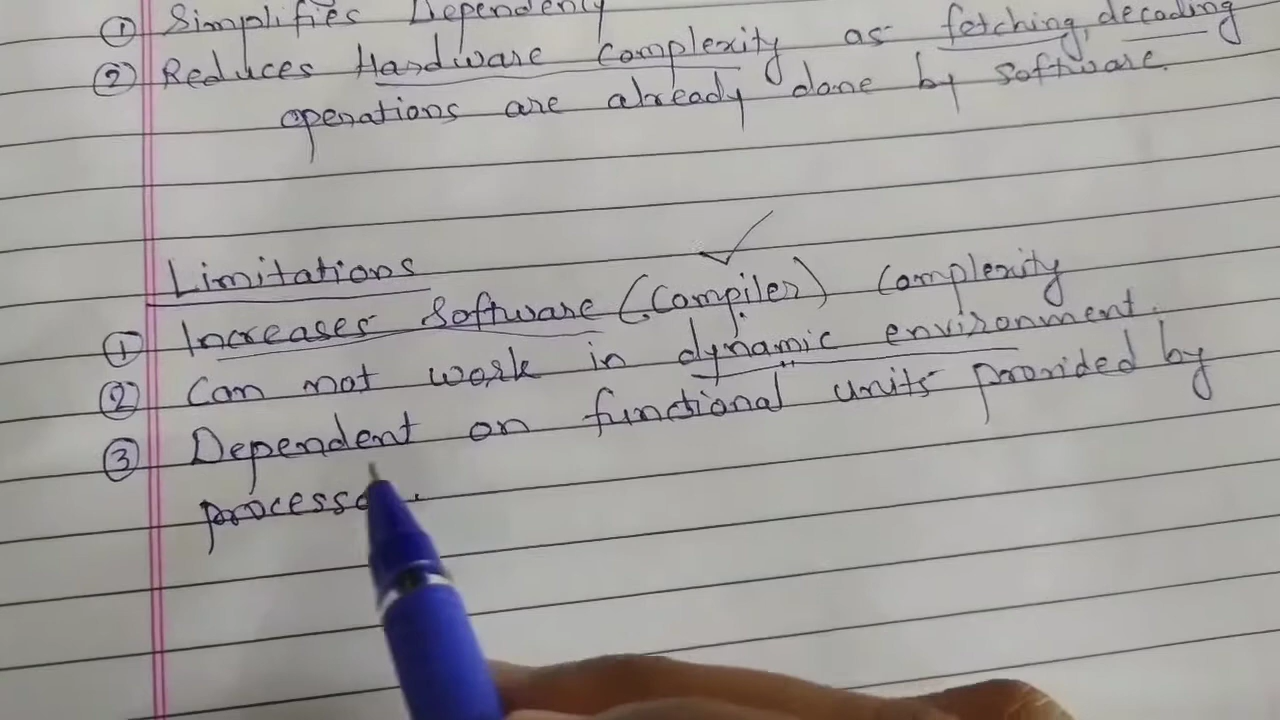 ① Simplifies Dependency
② Reduces Hardware Complexity as fetching, decoding
operations are already done by software.
Limitations
① Increases Software (Compiler) Complexity
② Can not work in dynamic environment.
③ Dependent on functional units provided by
processor.